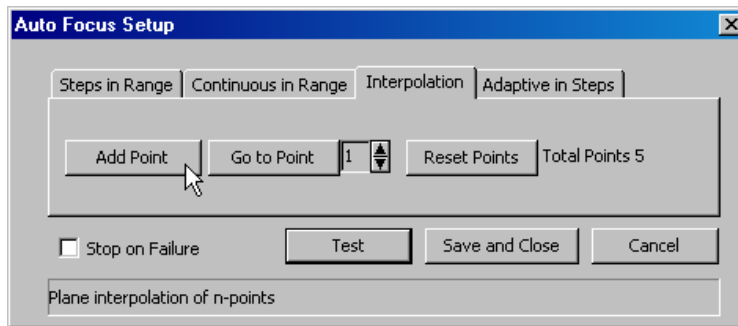 Auto Focus Setup
Steps in Range Continuous in Range Interpolation Adaptive in Steps
Add Point Go to Point 1 Reset Points Total Points 5
Stop on Failure Test Save and Close Cancel
Plane interpolation of n-points